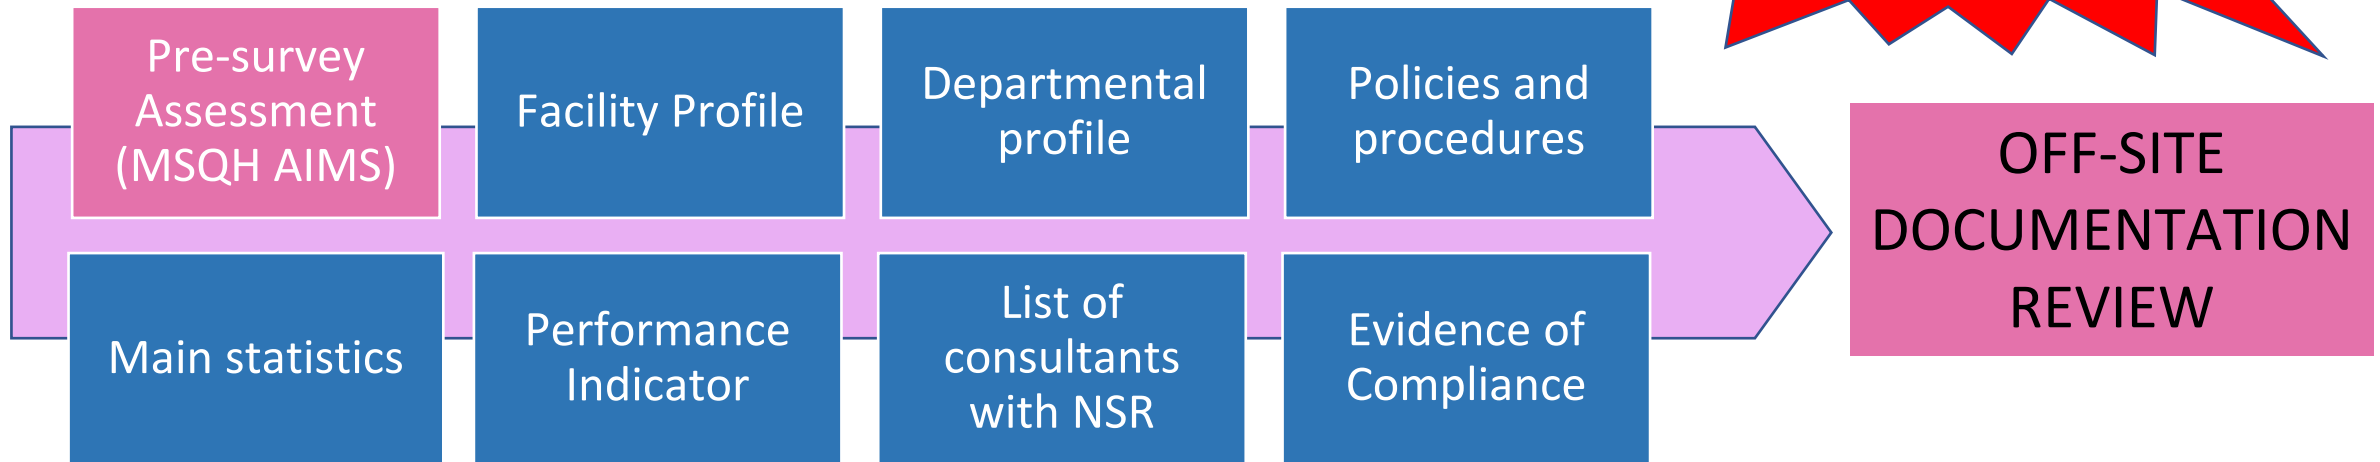 Pre-survey
Assessment
(MSQH AIMS)
Facility Profile
Departmental
profile
Policies and
procedures
OFF-SITE
DOCUMENTATION
REVIEW
Main statistics
Performance
Indicator
List of
consultants
with NSR
Evidence of
Compliance